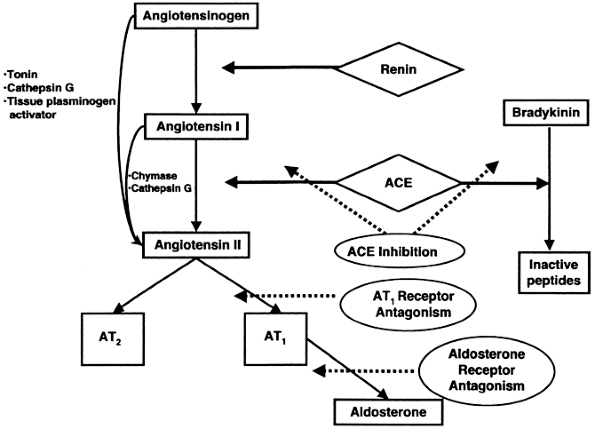 Angiotensinogen
·Tonin
·Cathepsin G
·Tissue plasminogen
activator
Renin
Bradykinin
Angiotensin I
·Chymase
·Cathepsin G
ACE
Angiotensin II
ACE Inhibition
Inactive
peptides
AT1 Receptor
Antagonism
AT2
AT1
Aldosterone
Receptor
Antagonism
Aldosterone